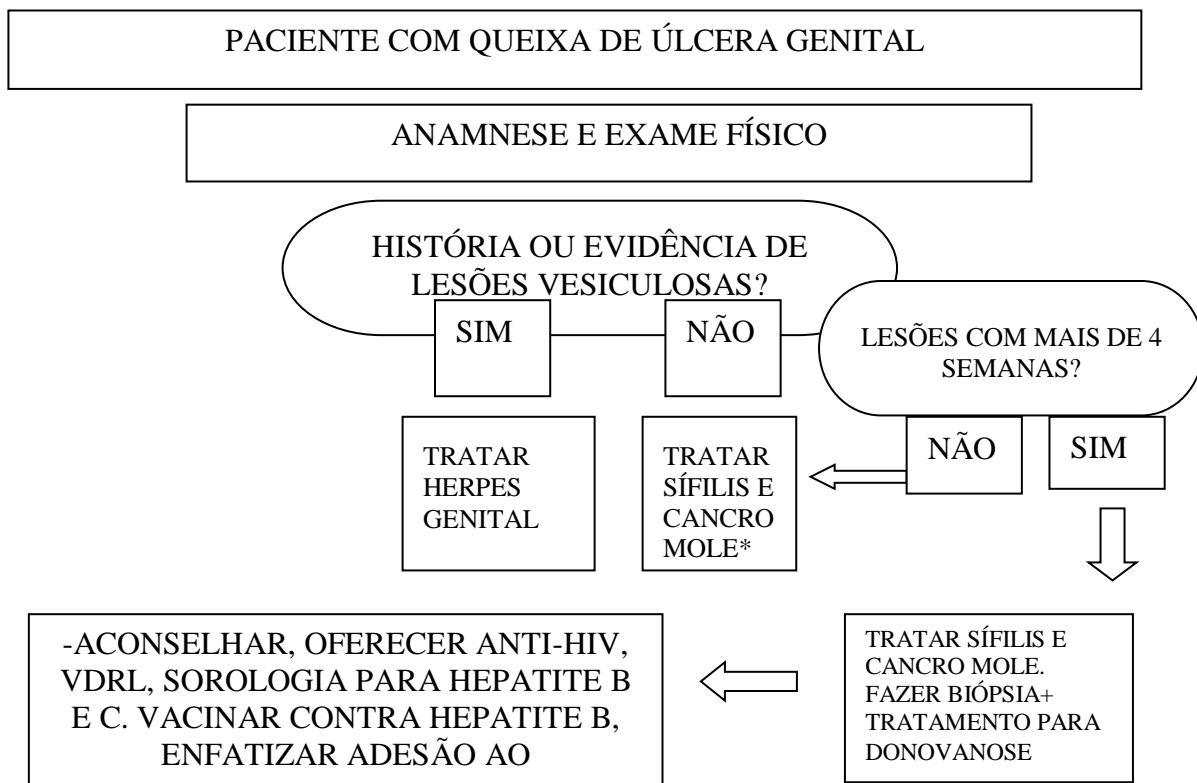 PACIENTE COM QUEIXA DE ÚLCERA GENITAL
ANAMNESE E EXAME FÍSICO
HISTÓRIA OU EVIDÊNCIA DE
LESÕES VESICULOSAS?
SIM
NÃO
LESÕES COM MAIS DE 4
SEMANAS?
NÃO
SIM
TRATAR
HERPES
GENITAL
TRATAR
SÍFILIS E
CANCRO
MOLE*
-ACONSELHAR, OFERECER ANTI-HIV,
VDRL, SOROLOGIA PARA HEPATITE B
E C. VACINAR CONTRA HEPATITE B,
ENFATIZAR ADESÃO AO
TRATAR SÍFILIS E
CANCRO MOLE.
FAZER BIÓPSIA+
TRATAMENTO PARA
DONOVANOSE